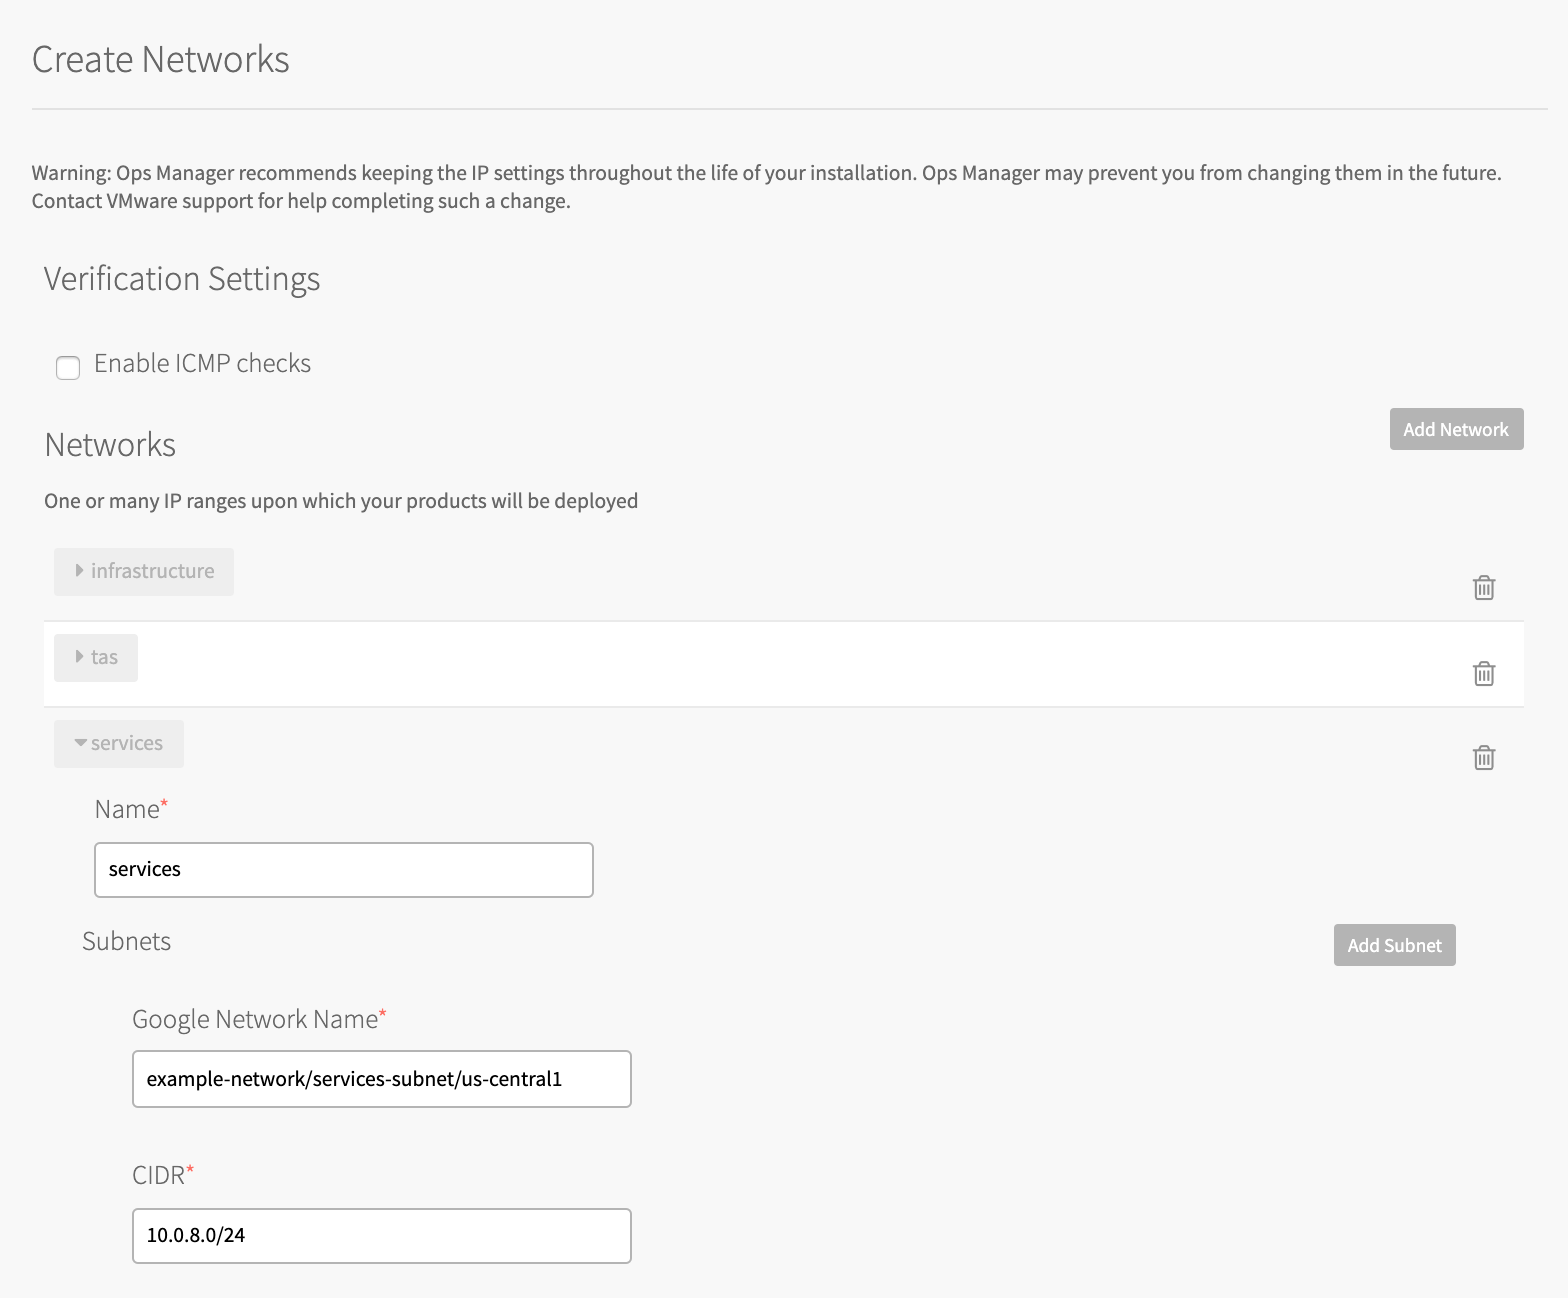 Create Networks
Warning: Ops Manager recommends keeping the IP settings throughout the life of your installation. Ops Manager may prevent you from changing them in the future.
Contact VMware support for help completing such a change.
Verification Settings
Enable ICMP checks
Networks
Add Network
One or many IP ranges upon which your products will be deployed
infrastructure
tas
services
Name*
services
Subnets
Add Subnet
Google Network Name*
example-network/services-subnet/us-central1
CIDR*
10.0.8.0/24